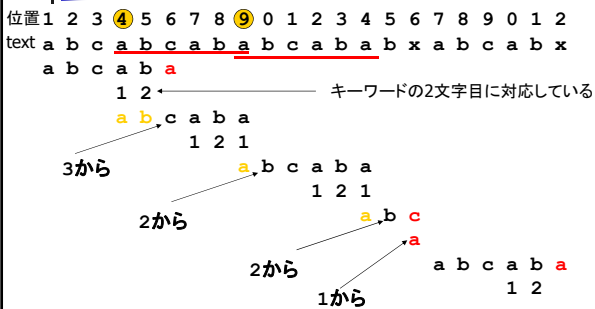 位置 1 2 3 4 5 6 7 8 9 0 1 2 3 4 5 6 7 8 9 0 1 2
text a b c a b c a b a b c a b a b x a b c a b x
a b c a b a
1 2 キーワードの2文字目に対応している
a b c a b a
1 2 1
3から a b c a b a
1 2 1
2から a b c
2から a
a b c a b a
1から 1 2